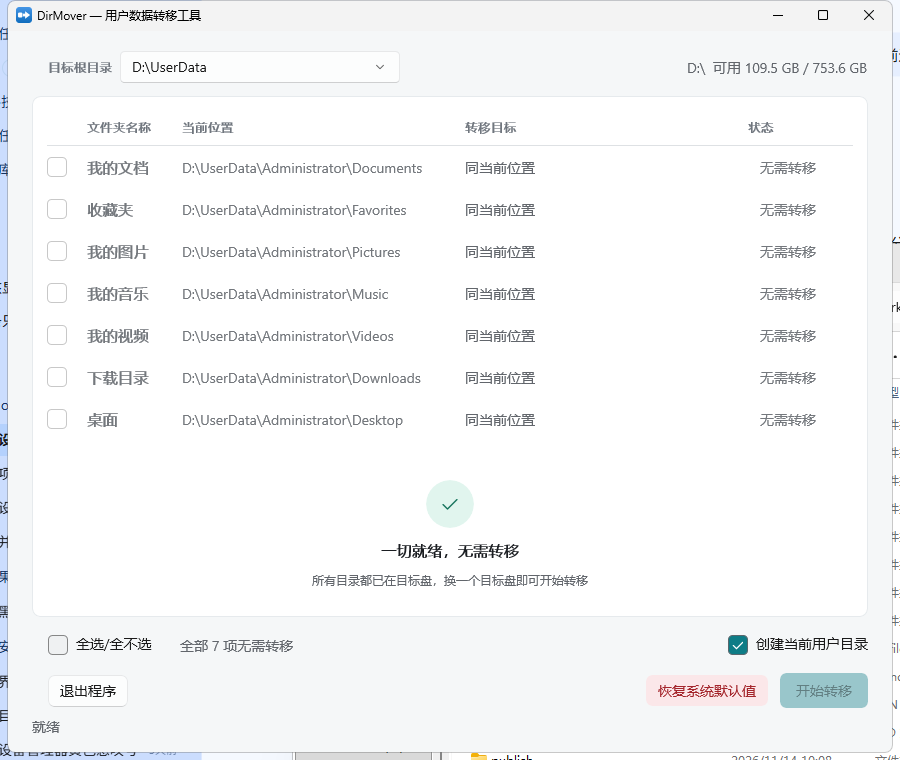 DirMover — 用户数据转移工具
目标根目录 D:\UserData D:\ 可用 109.5 GB / 753.6 GB
文件夹名称 当前位置 转移目标 状态
我的文档 D:\UserData\Administrator\Documents 同当前位置 无需转移
收藏夹 D:\UserData\Administrator\Favorites 同当前位置 无需转移
我的图片 D:\UserData\Administrator\Pictures 同当前位置 无需转移
我的音乐 D:\UserData\Administrator\Music 同当前位置 无需转移
我的视频 D:\UserData\Administrator\Videos 同当前位置 无需转移
下载目录 D:\UserData\Administrator\Downloads 同当前位置 无需转移
桌面 D:\UserData\Administrator\Desktop 同当前位置 无需转移
一切就绪，无需转移
所有目录都已在目标盘，换一个目标盘即可开始转移
全选/全不选 全部 7 项无需转移 创建当前用户目录
退出程序 恢复系统默认值 开始转移
就绪
publish